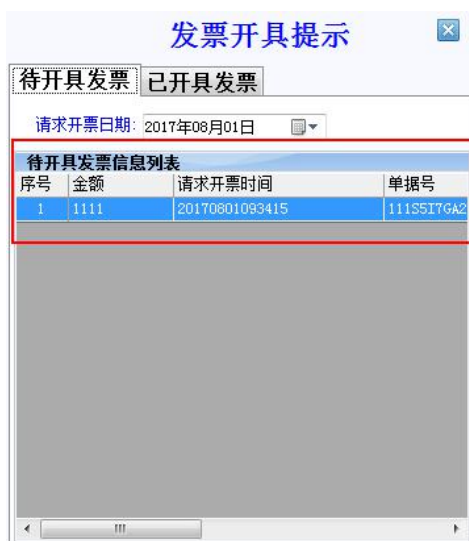 发票开具提示
待开具发票 已开具发票
请求开票日期: 2017年08月01日
待开具发票信息列表
序号 金额 请求开票时间 单据号
1 1111 20170801093415 111S5I7GA2